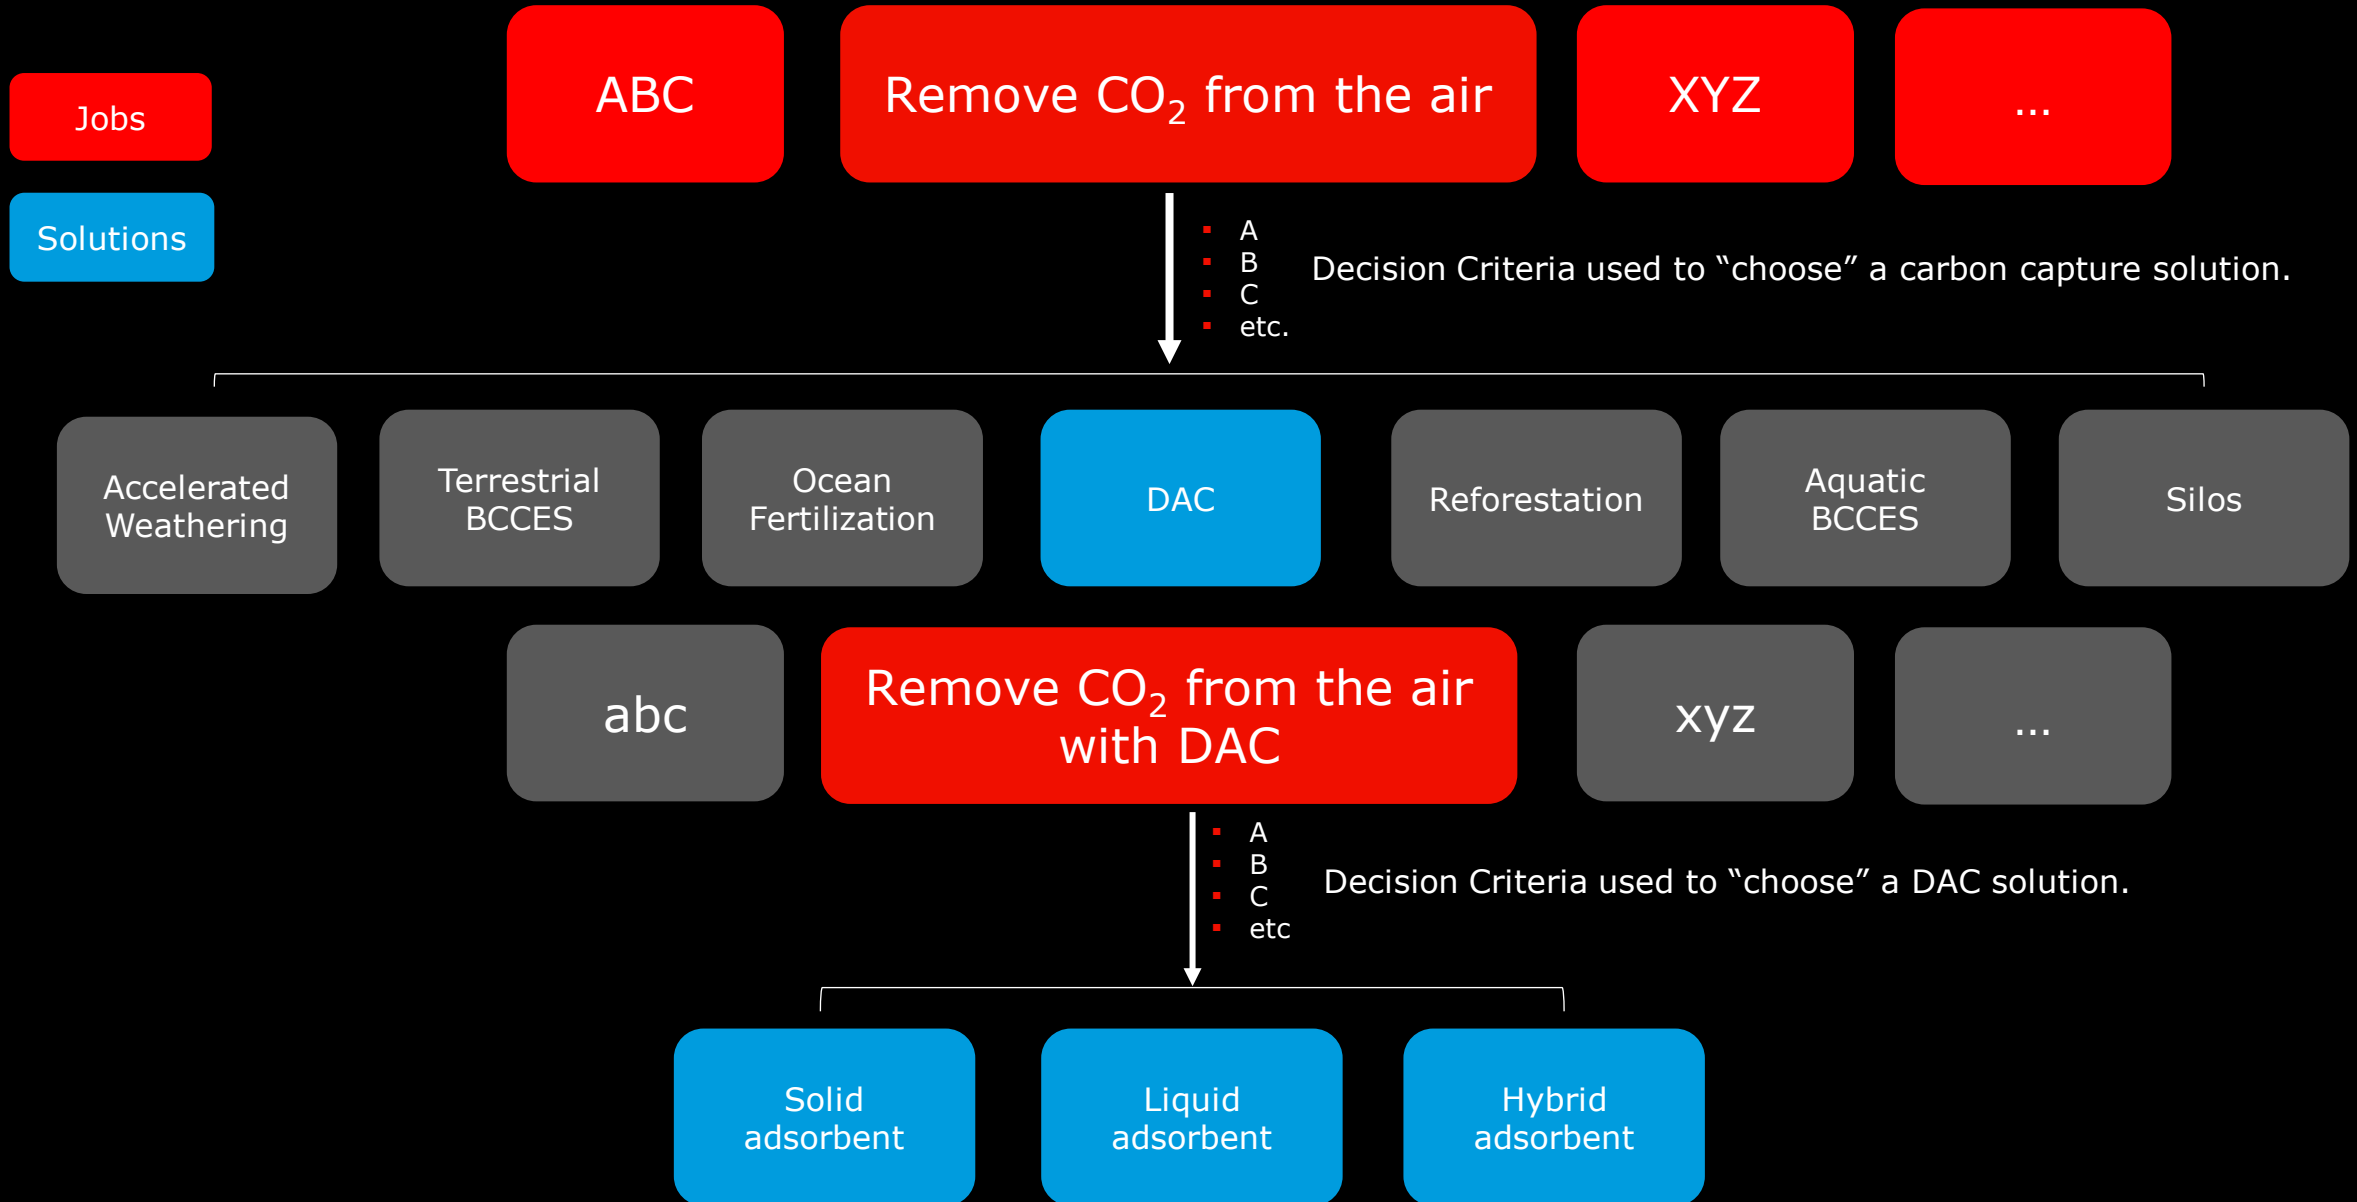 ABC
Remove CO₂ from the air
XYZ
...
Jobs
Solutions
▪ A
▪ B
▪ C
▪ etc.
Decision Criteria used to “choose” a carbon capture solution.
Accelerated
Weathering
Terrestrial
BCCES
Ocean
Fertilization
DAC
Reforestation
Aquatic
BCCES
Silos
abc
Remove CO₂ from the air
with DAC
xyz
...
▪ A
▪ B
▪ C
▪ etc
Decision Criteria used to “choose” a DAC solution.
Solid
adsorbent
Liquid
adsorbent
Hybrid
adsorbent